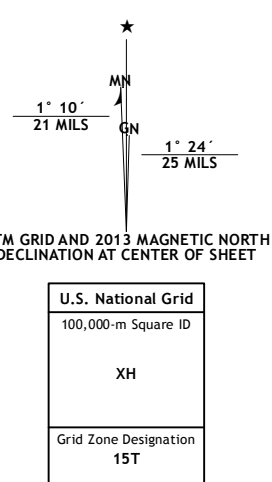 MN
1° 10´
21 MILS
GN
1° 24´
25 MILS
TM GRID AND 2013 MAGNETIC NORTH
DECLINATION AT CENTER OF SHEET
U.S. National Grid
100,000-m Square ID
XH
Grid Zone Designation
15T